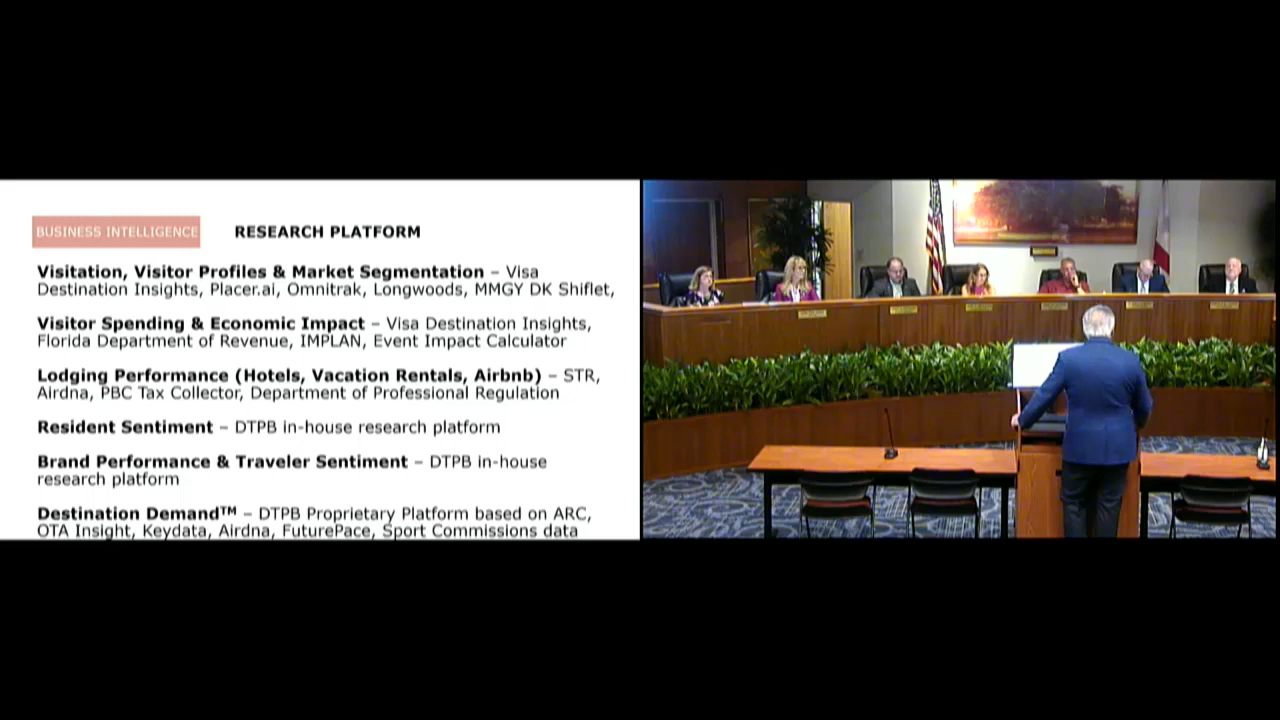 BUSINESS INTELLIGENCE
RESEARCH PLATFORM
Visitation, Visitor Profiles & Market Segmentation – Visa
Destination Insights, Placer.ai, Omnitrak, Longwoods, MMGY DK Shiflet,
Visitor Spending & Economic Impact – Visa Destination Insights,
Florida Department of Revenue, IMPLAN, Event Impact Calculator
Lodging Performance (Hotels, Vacation Rentals, Airbnb) – STR,
Airdna, PBC Tax Collector, Department of Professional Regulation
Resident Sentiment – DTPB in-house research platform
Brand Performance & Traveler Sentiment – DTPB in-house
research platform
Destination Demand™ – DTPB Proprietary Platform based on ARC,
OTA Insight, Keydata, Airdna, FuturePace, Sport Commissions data